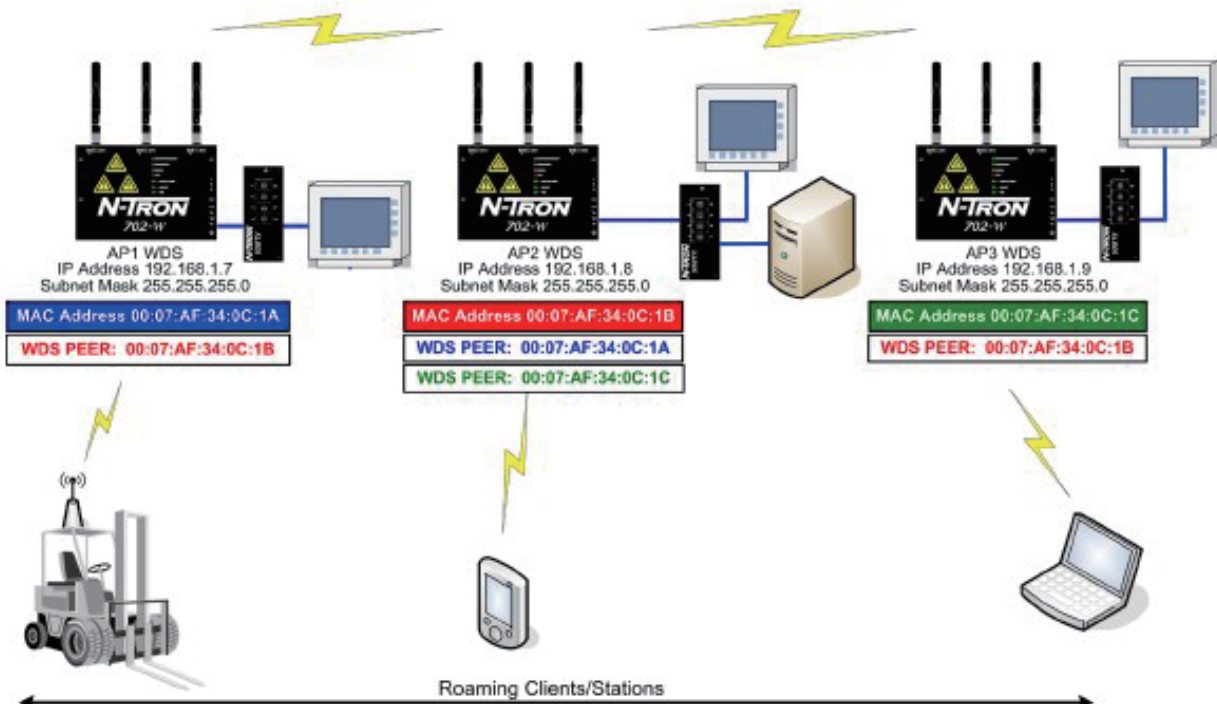 N-TRON
702-W
AP1 WDS
IP Address 192.168.1.7
Subnet Mask 255.255.255.0
MAC Address 00:07:AF:34:0C:1A
WDS PEER: 00:07:AF:34:0C:1B
N-TRON
702-W
N-TRON
AP2 WDS
IP Address 192.168.1.8
Subnet Mask 255.255.255.0
MAC Address 00:07:AF:34:0C:1B
WDS PEER: 00:07:AF:34:0C:1A
WDS PEER: 00:07:AF:34:0C:1C
N-TRON
702-W
AP3 WDS
IP Address 192.168.1.9
Subnet Mask 255.255.255.0
MAC Address 00:07:AF:34:0C:1C
WDS PEER: 00:07:AF:34:0C:1B
Roaming Clients/Stations